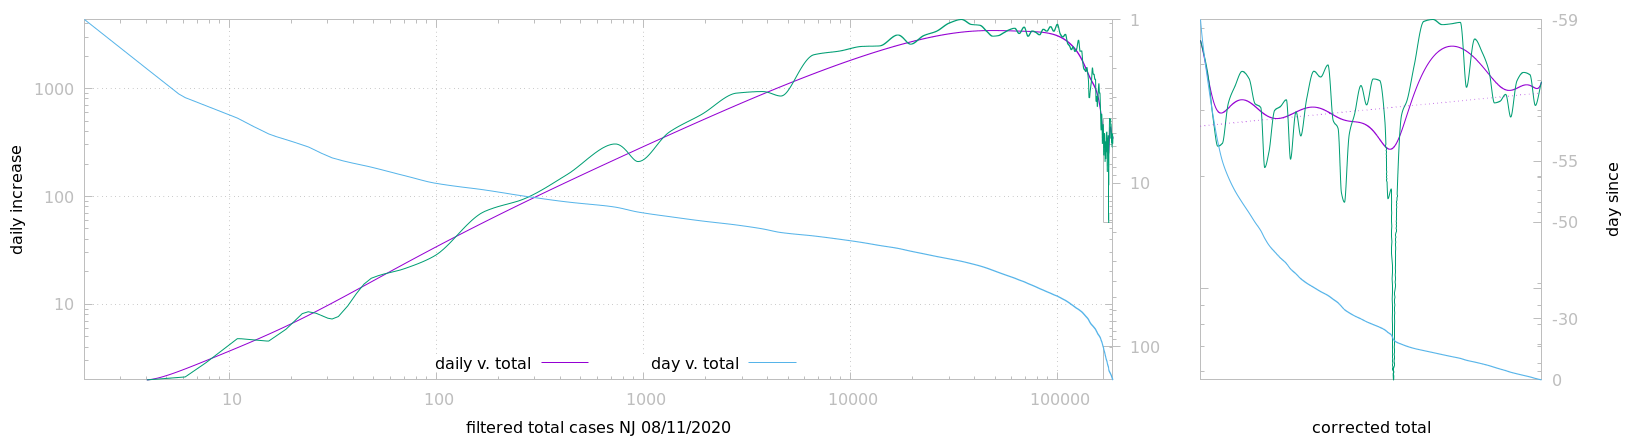 1000
100
10
daily increase
10
100
1000
10000
100000
filtered total cases NJ 08/11/2020
daily v. total
day v. total
1
10
100
-59
-55
-50
-30
0
day since
corrected total